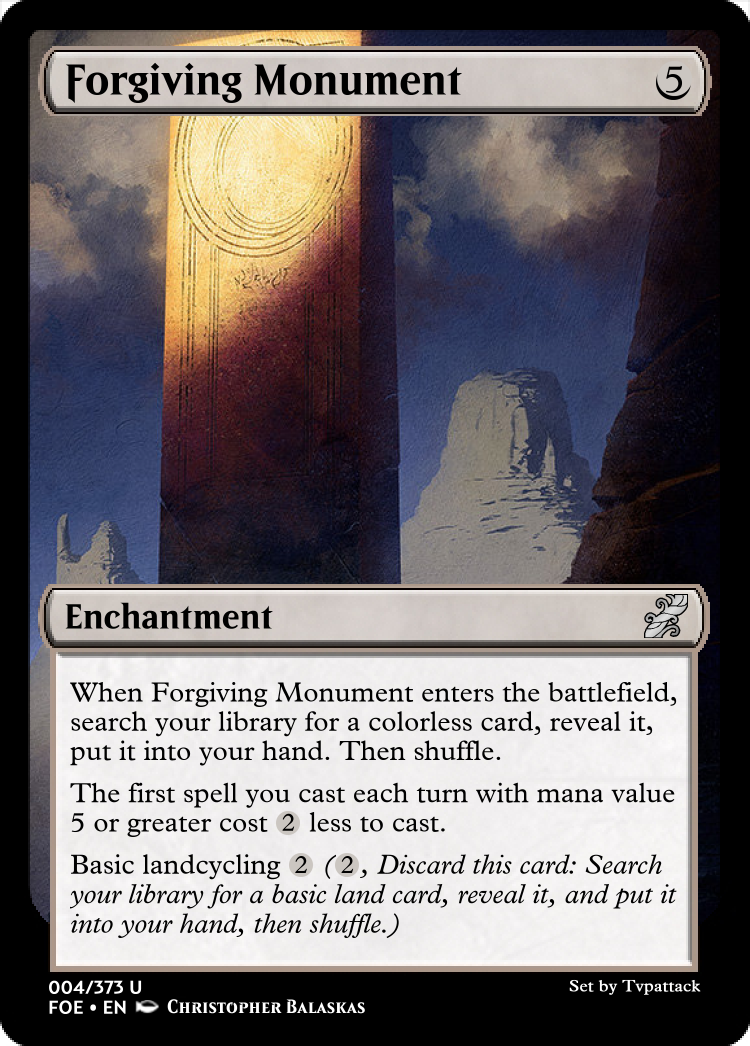 Forgiving Monument 5
Enchantment
When Forgiving Monument enters the battlefield,
search your library for a colorless card, reveal it,
put it into your hand. Then shuffle.
The first spell you cast each turn with mana value
5 or greater cost 2 less to cast.
Basic landcycling 2 (2, Discard this card: Search
your library for a basic land card, reveal it, and put it
into your hand, then shuffle.)
004/373 U
Set by Tvpattack
FOE • EN Christopher Balaskas